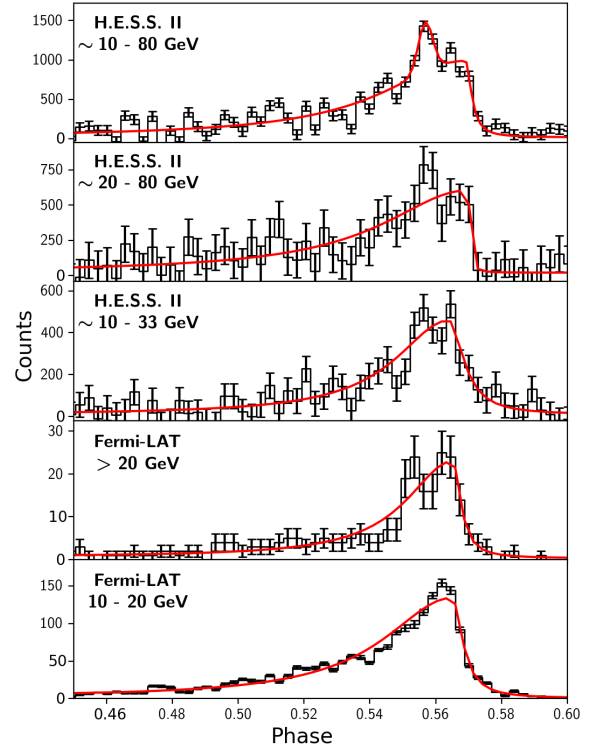 H.E.S.S. II
∼ 10 - 80 GeV
1500
1000
500
0
H.E.S.S. II
∼ 20 - 80 GeV
750
500
250
0
H.E.S.S. II
∼ 10 - 33 GeV
600
400
200
0
Counts
Fermi-LAT
> 20 GeV
30
20
10
0
Fermi-LAT
10 - 20 GeV
150
100
50
0
0.46 0.48 0.50 0.52 0.54 0.56 0.58 0.60
Phase